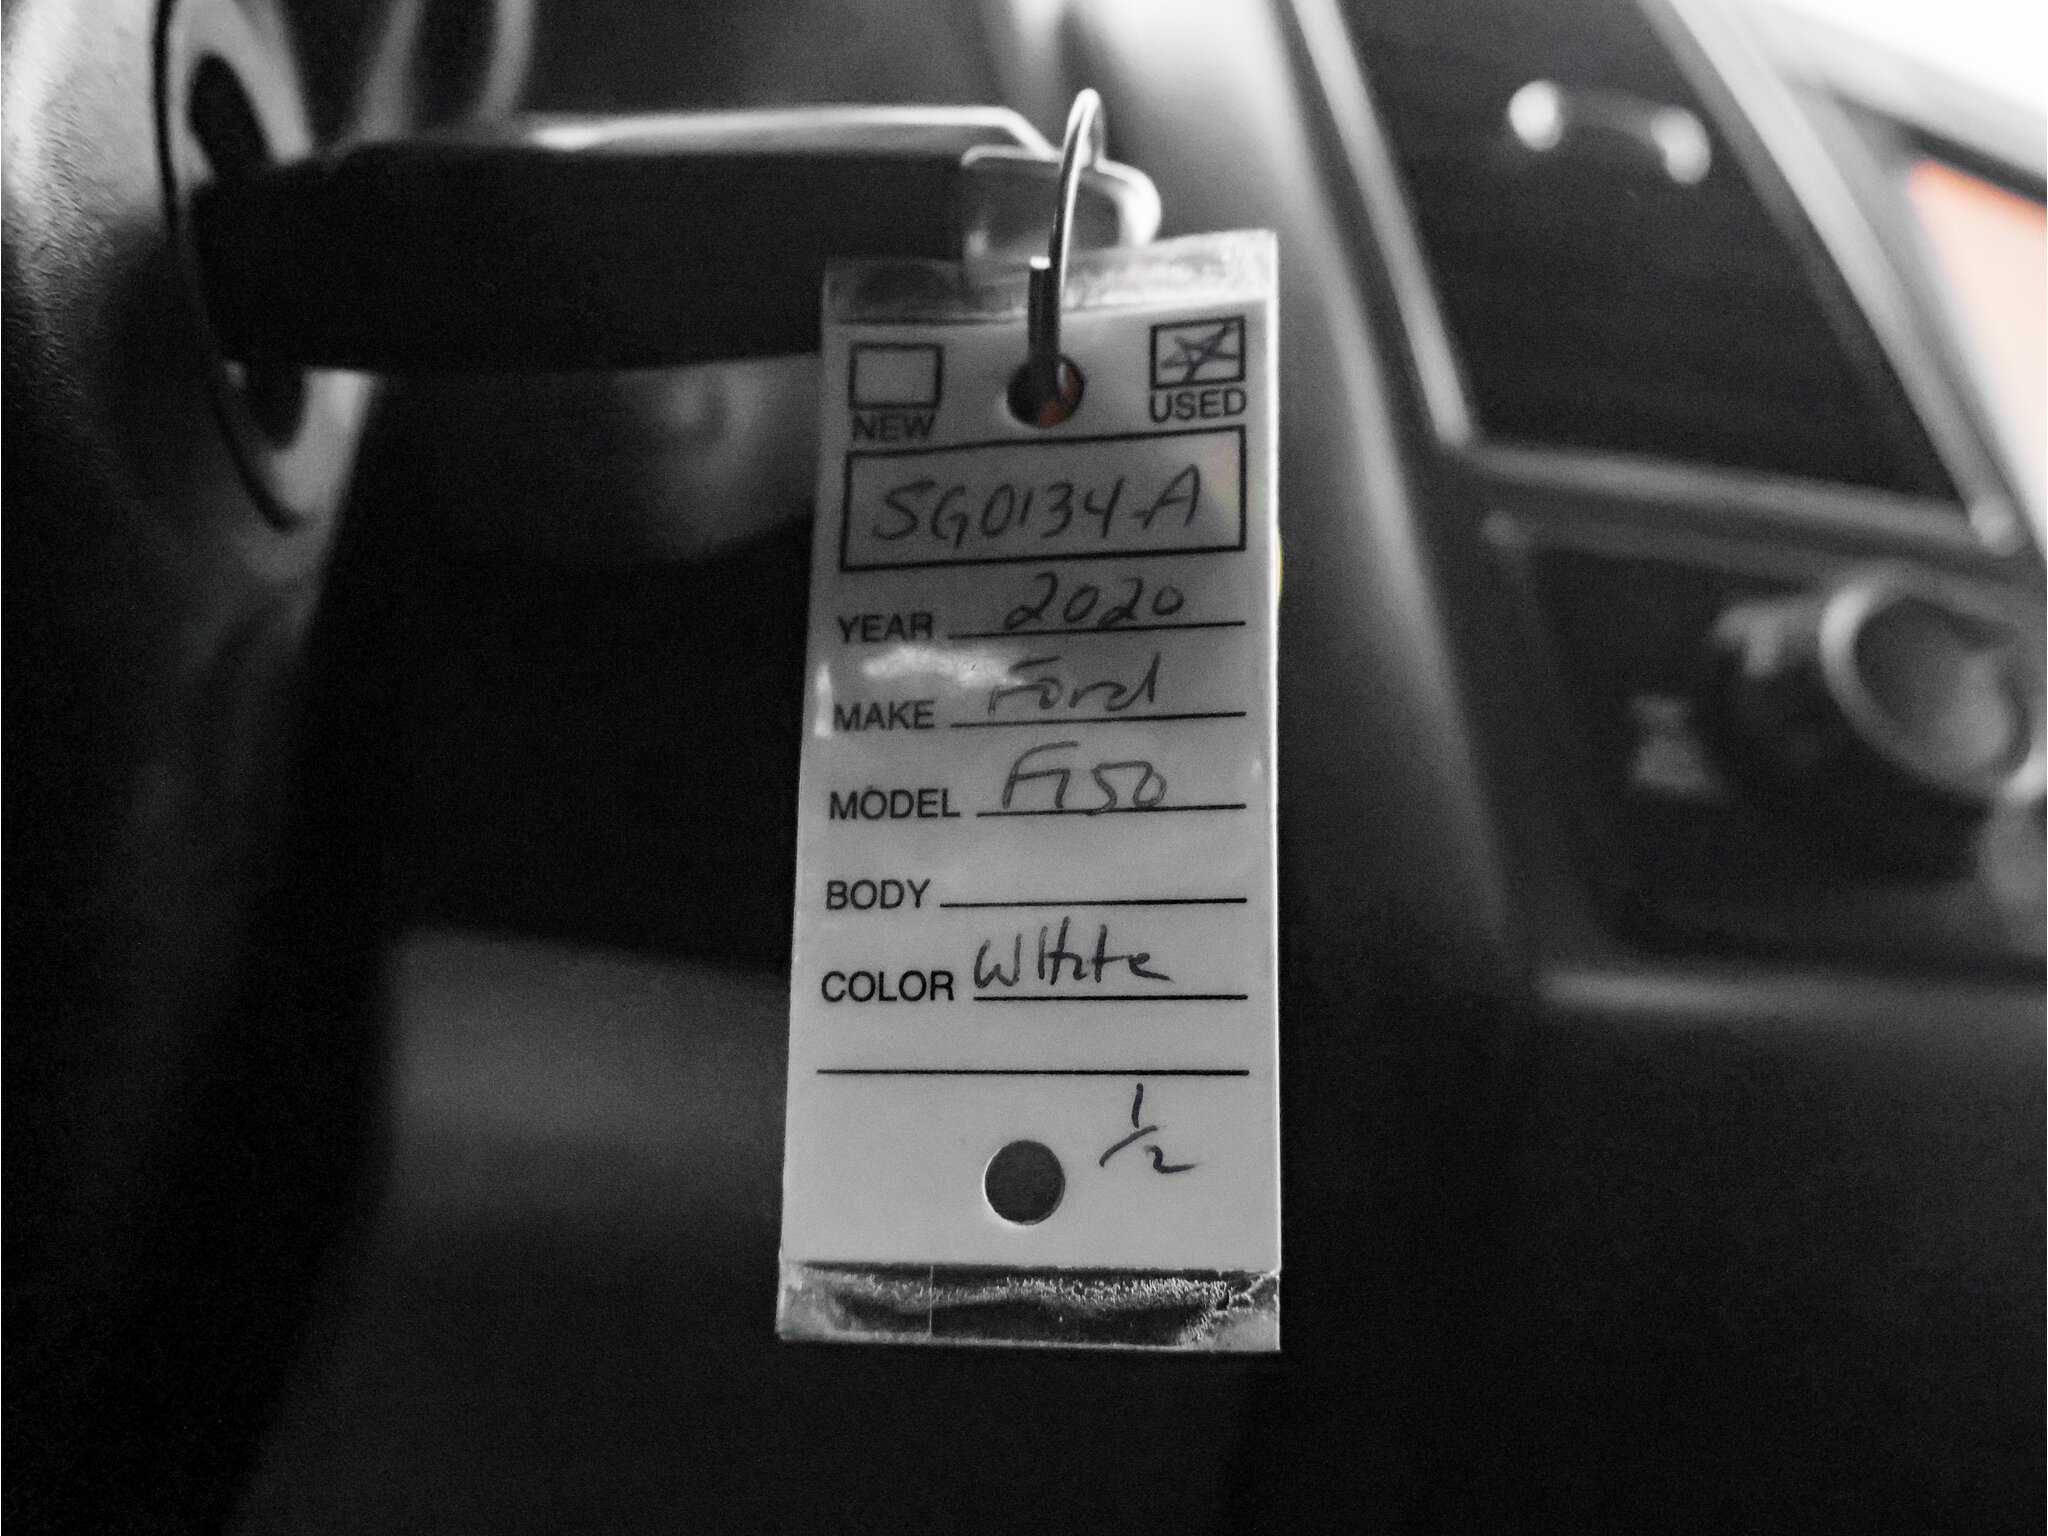 NEW USED
SG0134-A
YEAR 2020
MAKE Ford
MODEL F150
BODY
COLOR WHite
1/2